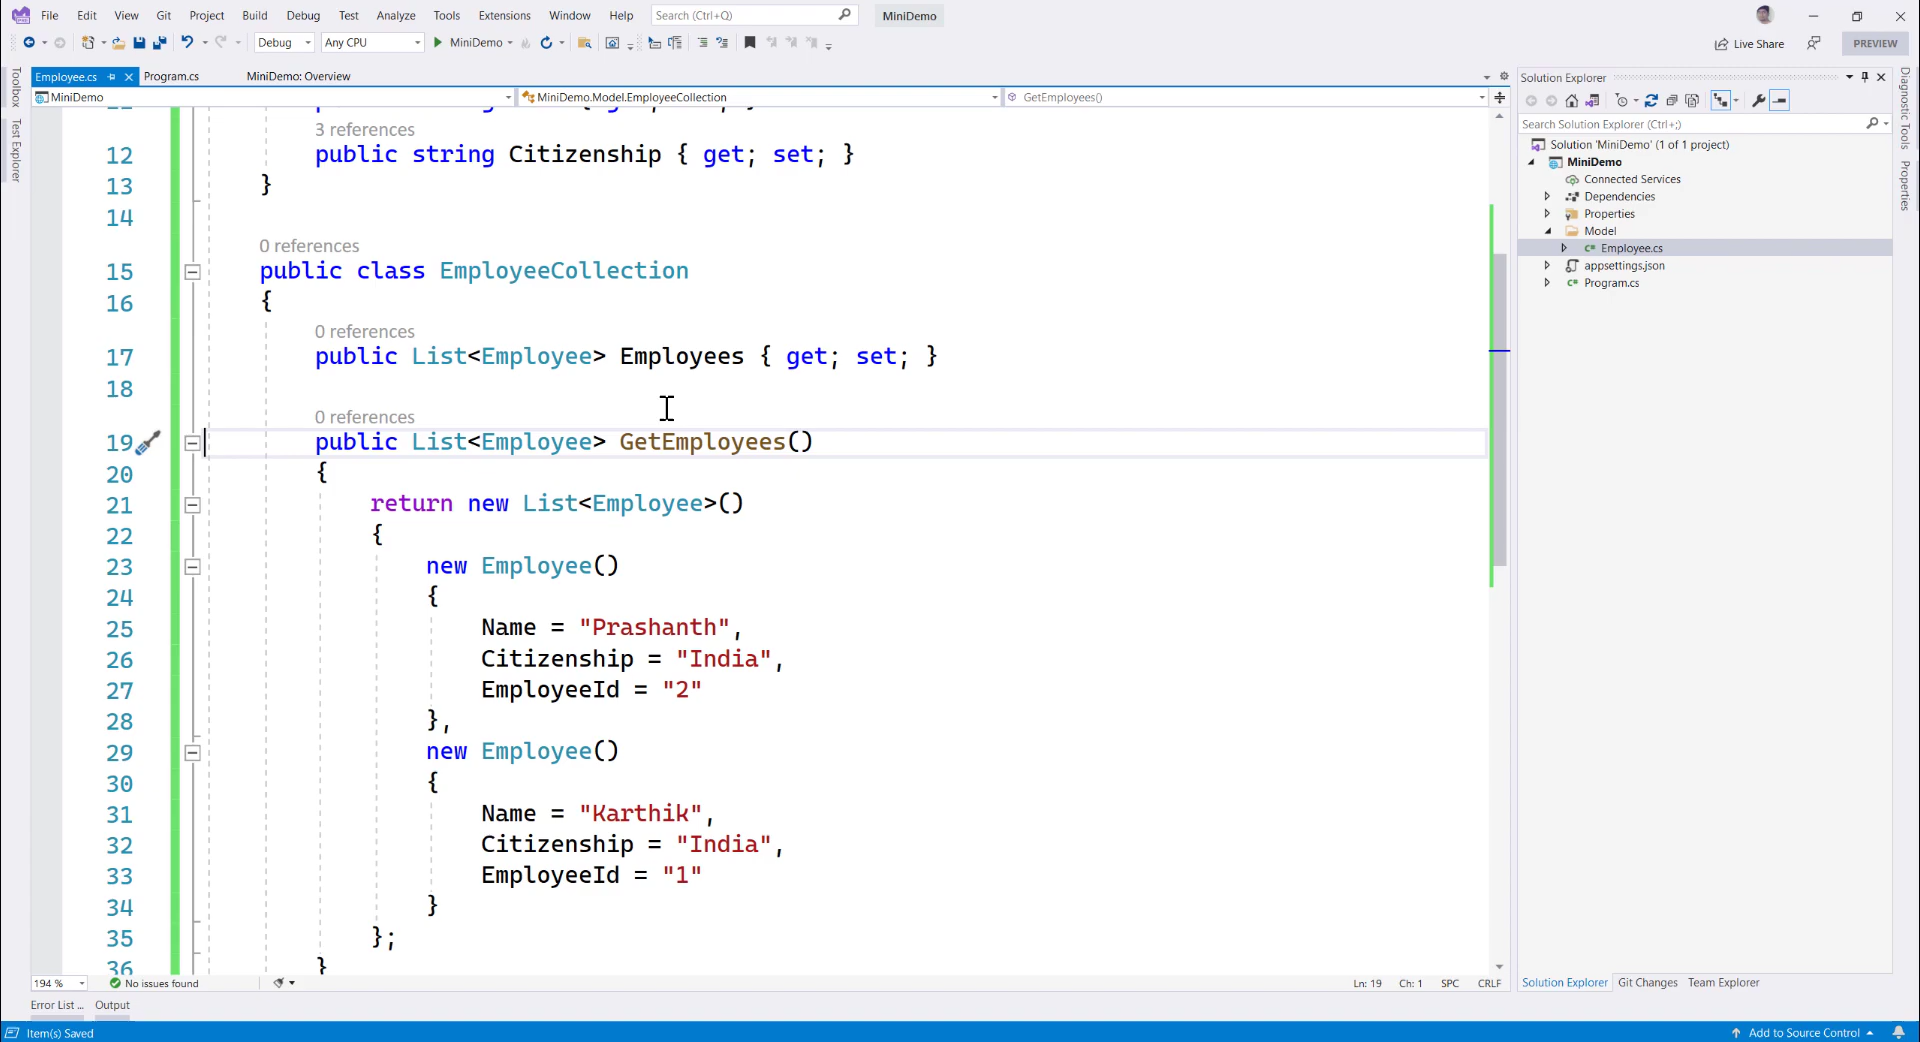 File Edit View Git Project Build Debug Test Analyze Tools Extensions Window Help Search (Ctrl+Q) MiniDemo
Debug Any CPU MiniDemo Live Share PREVIEW
Employee.cs Program.cs MiniDemo: Overview
MiniDemo MiniDemo.Model.EmployeeCollection GetEmployees()
Toolbox
Test Explorer
3 references
12 public string Citizenship { get; set; }
13 }
14
0 references
15 public class EmployeeCollection
16 {
0 references
17 public List<Employee> Employees { get; set; }
18
0 references
19 public List<Employee> GetEmployees()
20 {
21 return new List<Employee>()
22 {
23 new Employee()
24 {
25 Name = "Prashanth",
26 Citizenship = "India",
27 EmployeeId = "2"
28 },
29 new Employee()
30 {
31 Name = "Karthik",
32 Citizenship = "India",
33 EmployeeId = "1"
34 }
35 };
36 }
194 % No issues found Ln: 19 Ch: 1 SPC CRLF
Error List ... Output
Item(s) Saved Add to Source Control
Solution Explorer
Search Solution Explorer (Ctrl+;)
Solution 'MiniDemo' (1 of 1 project)
MiniDemo
Connected Services
Dependencies
Properties
Model
Employee.cs
appsettings.json
Program.cs
Solution Explorer Git Changes Team Explorer
Diagnostic Tools
Properties